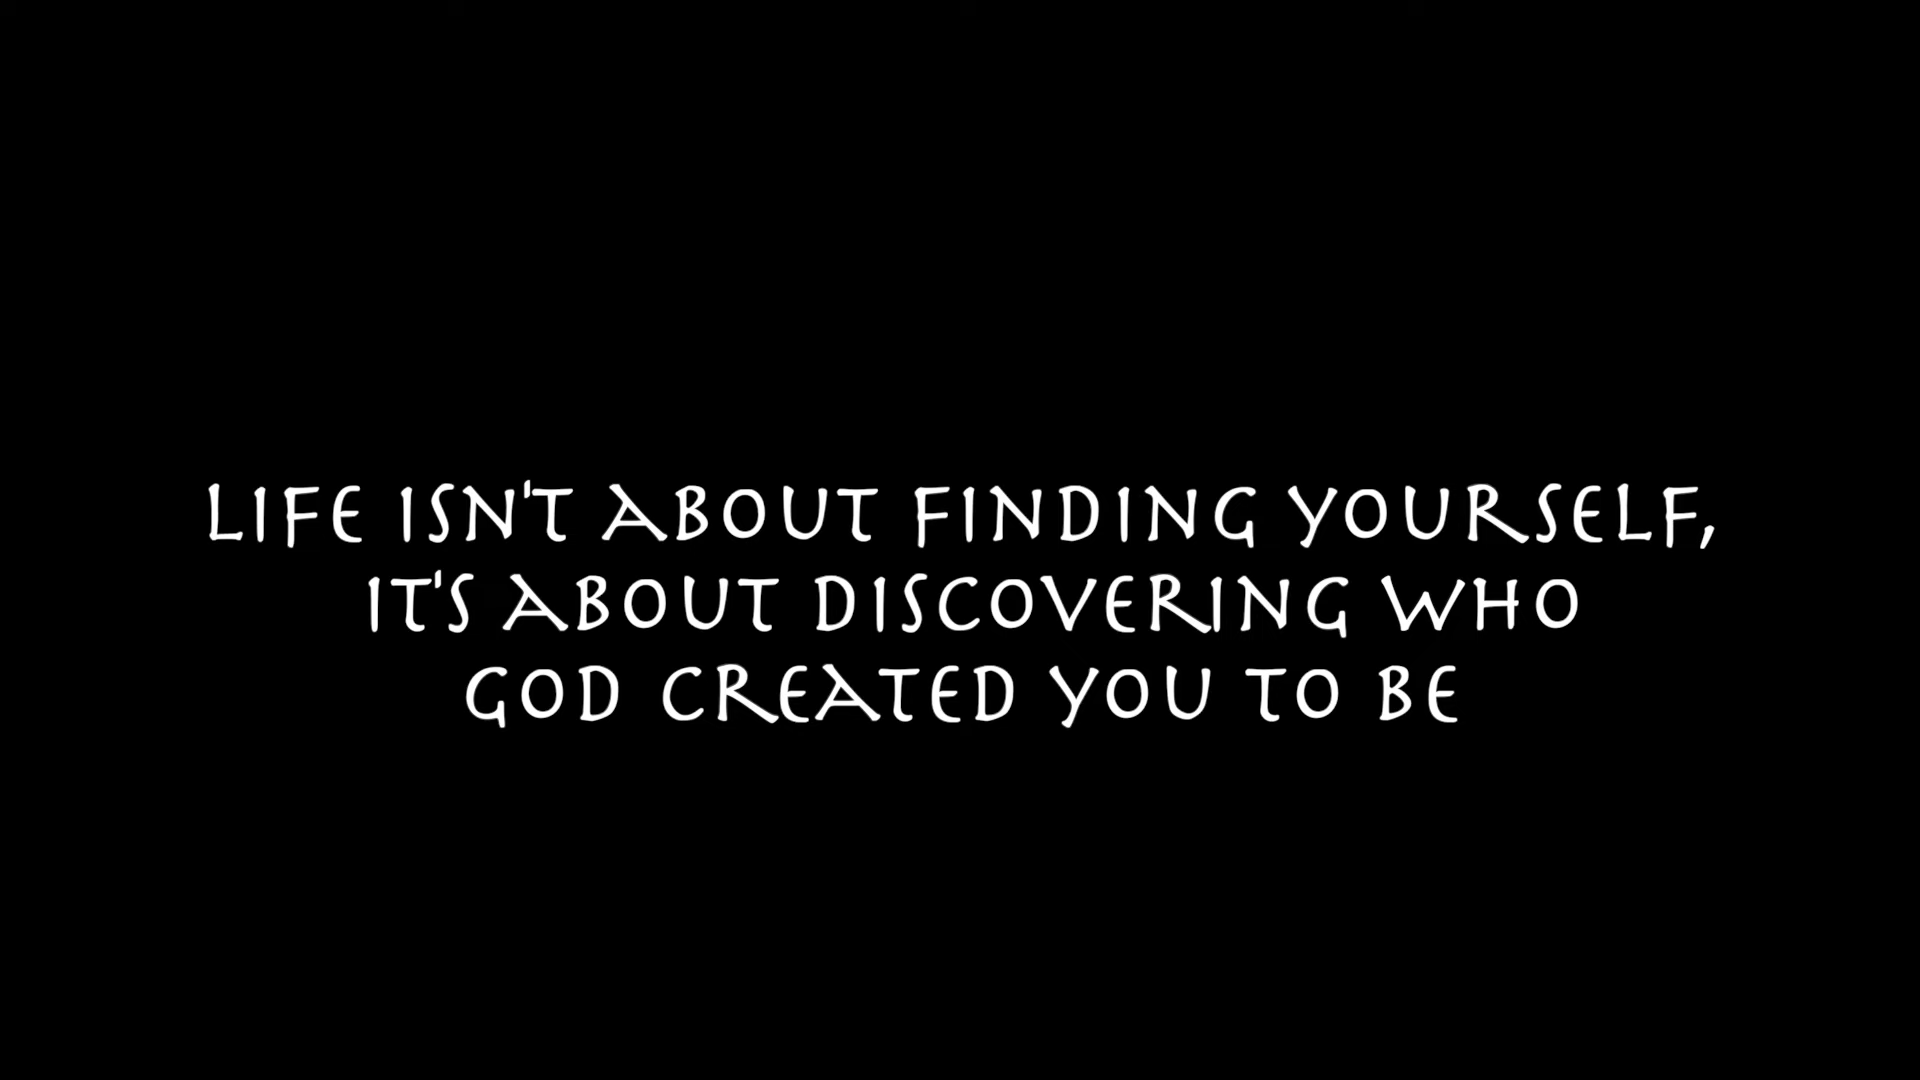 LIFE ISN'T ABOUT FINDING YOURSELF,
IT'S ABOUT DISCOVERING WHO
GOD CREATED YOU TO BE